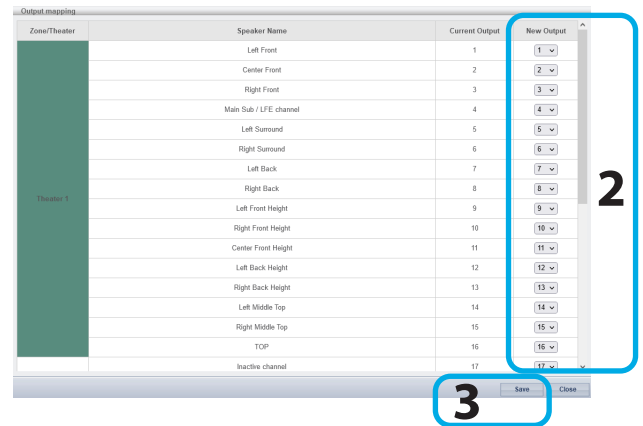 Output mapping
Zone/Theater Speaker Name Current Output New Output
Left Front 1 1
Center Front 2 2
Right Front 3 3
Main Sub / LFE channel 4 4
Left Surround 5 5
Right Surround 6 6
Left Back 7 7
Right Back 8 8
Theater 1
2
Left Front Height 9 9
Right Front Height 10 10
Center Front Height 11 11
Left Back Height 12 12
Right Back Height 13 13
Left Middle Top 14 14
Right Middle Top 15 15
TOP 16 16
Inactive channel 17 17
3 Save Close